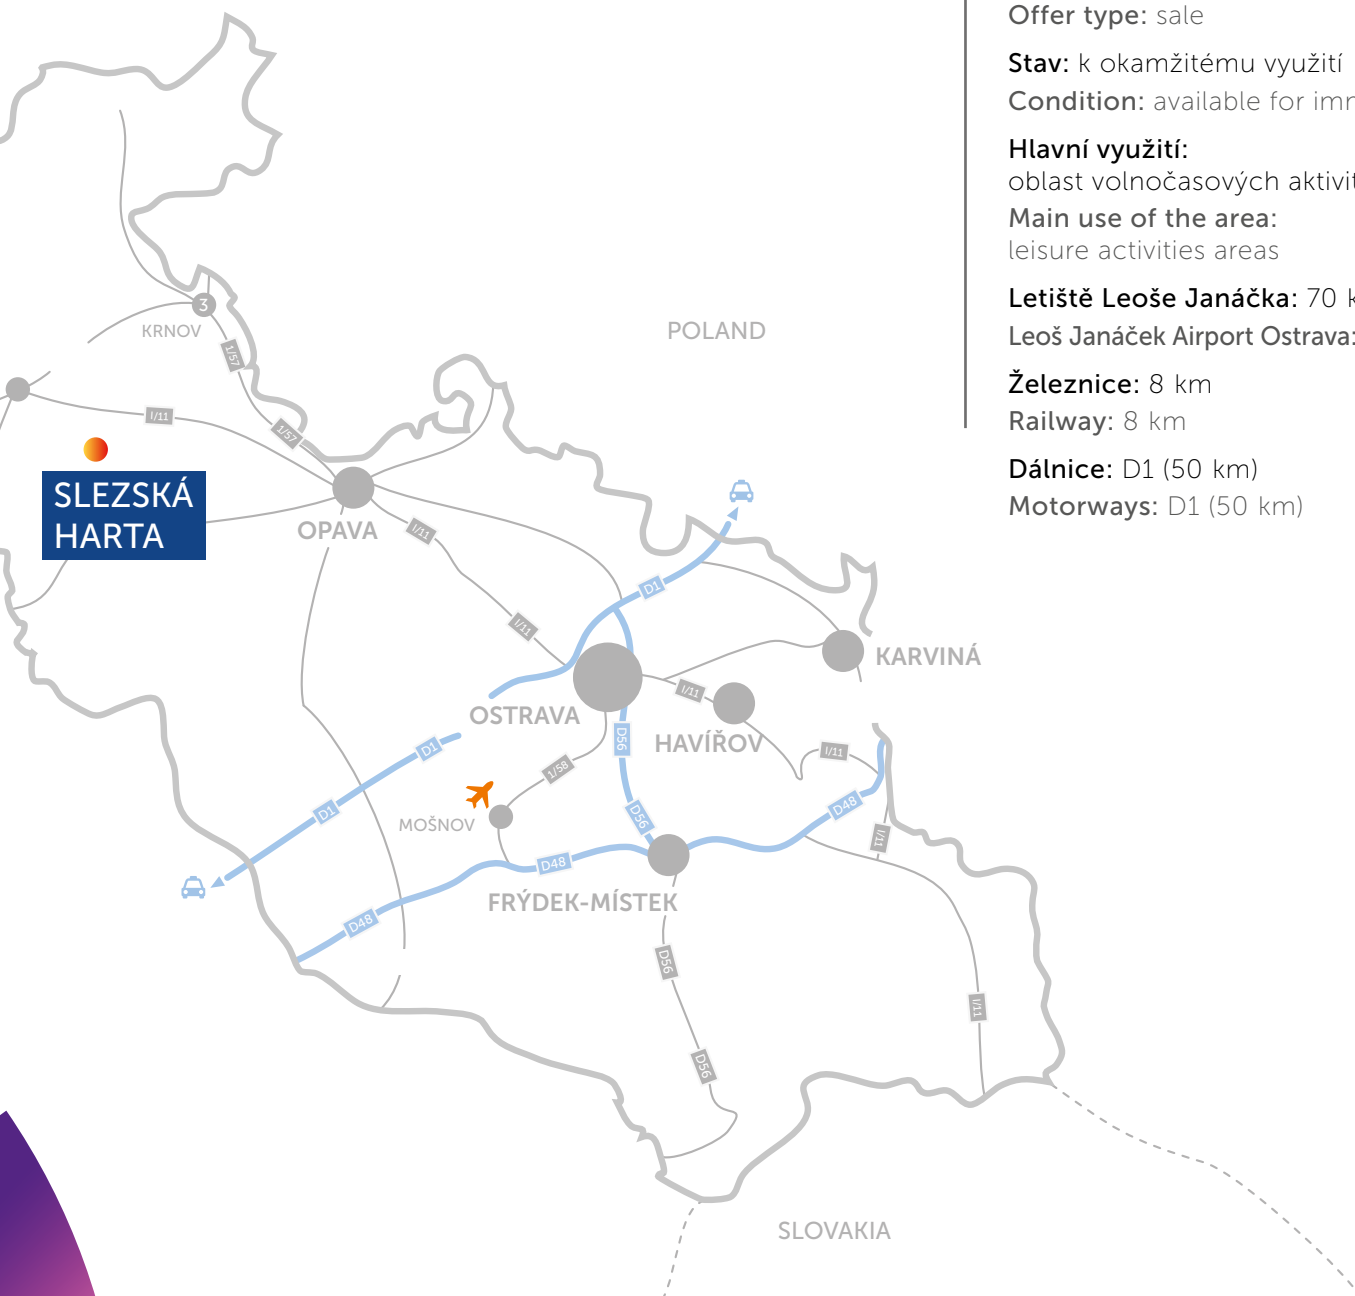 Offer type: sale
Stav: k okamžitému využití
Condition: available for
Hlavní využití:
oblast volnočasových
Main use of the area:
leisure activities areas
Letiště Leoše Janáčka: 70
Leoš Janáček Airport Ostrava:
Železnice: 8 km
Railway: 8 km
Dálnice: D1 (50 km)
Motorways: D1 (50 km)
3
KRNOV
1/57
POLAND
I/11
1/57
SLEZSKÁ
HARTA
OPAVA
I/11
D1
I/11
KARVINÁ
I/11
OSTRAVA
HAVÍŘOV
D56
D1
I/11
1/58
D1
MOŠNOV
D56
D48
I/11
D48
FRÝDEK-MÍSTEK
D48
D56
I/11
D56
SLOVAKIA